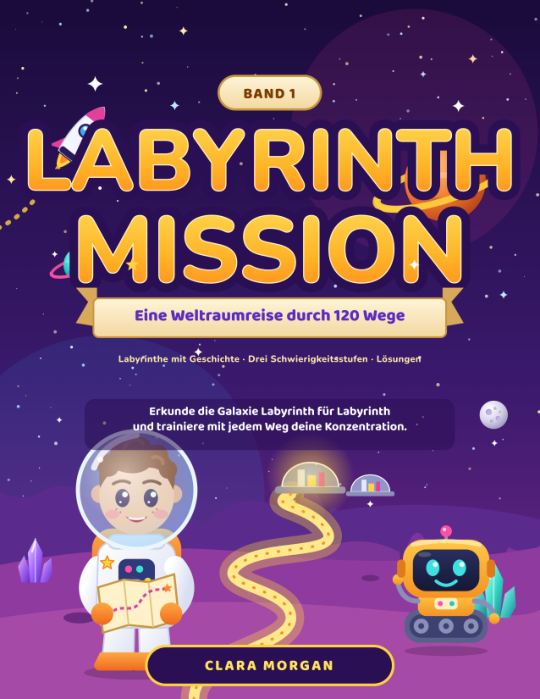 BAND 1
LABYRINTH
MISSION
Eine Weltraumreise durch 120 Wege
Labyrinthe mit Geschichte · Drei Schwierigkeitsstufen · Lösungen
Erkunde die Galaxie Labyrinth für Labyrinth
und trainiere mit jedem Weg deine Konzentration.
CLARA MORGAN